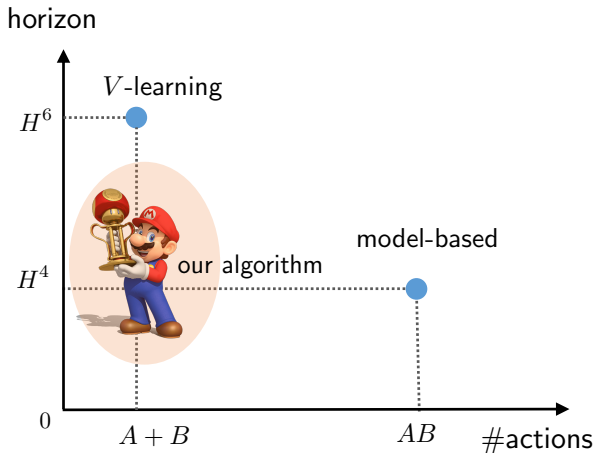 horizon
V-learning
H^6
M
model-based
our algorithm
H^4
0
A + B
AB
#actions